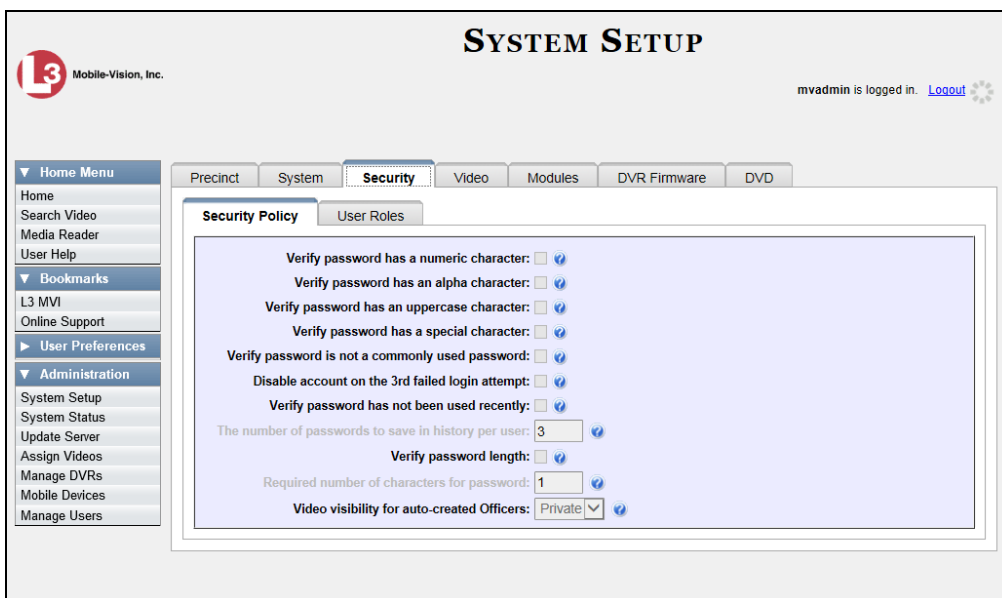 SYSTEM SETUP
L3 Mobile-Vision, Inc.
mvadmin is logged in. Logout
Home Menu
Home
Search Video
Media Reader
User Help
Bookmarks
L3 MVI
Online Support
User Preferences
Administration
System Setup
System Status
Update Server
Assign Videos
Manage DVRs
Mobile Devices
Manage Users
Precinct System Security Video Modules DVR Firmware DVD
Security Policy User Roles
Verify password has a numeric character: ?
Verify password has an alpha character: ?
Verify password has an uppercase character: ?
Verify password has a special character: ?
Verify password is not a commonly used password: ?
Disable account on the 3rd failed login attempt: ?
Verify password has not been used recently: ?
The number of passwords to save in history per user: 3 ?
Verify password length: ?
Required number of characters for password: 1 ?
Video visibility for auto-created Officers: Private ?